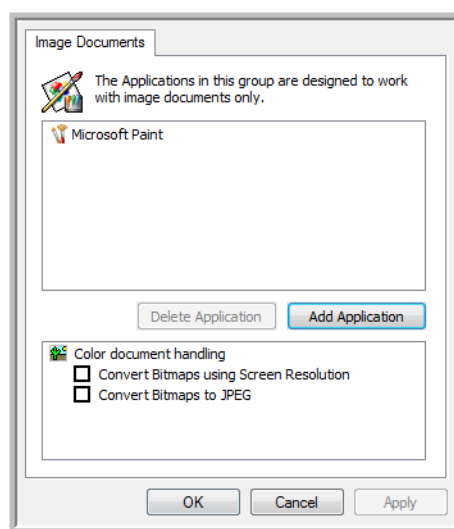 Image Documents
The Applications in this group are designed to work
with image documents only.
Microsoft Paint
Delete Application
Add Application
Color document handling
Convert Bitmaps using Screen Resolution
Convert Bitmaps to JPEG
OK
Cancel
Apply